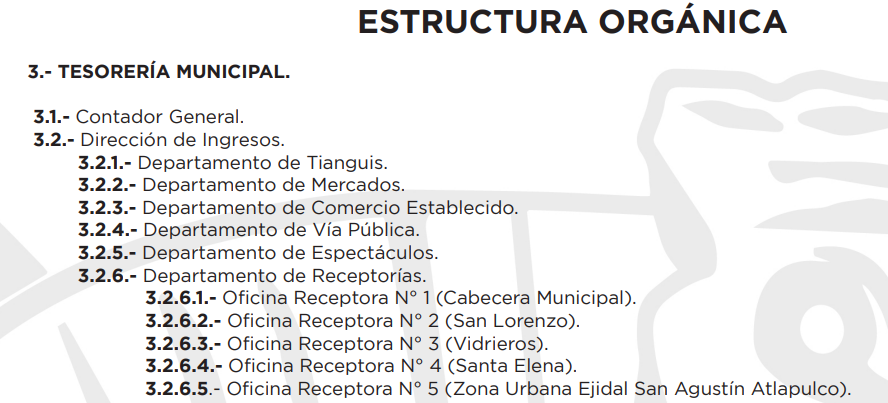 ESTRUCTURA ORGÁNICA
3.- TESORERÍA MUNICIPAL.
3.1.- Contador General.
3.2.- Dirección de Ingresos.
3.2.1.- Departamento de Tianguis.
3.2.2.- Departamento de Mercados.
3.2.3.- Departamento de Comercio Establecido.
3.2.4.- Departamento de Vía Pública.
3.2.5.- Departamento de Espectáculos.
3.2.6.- Departamento de Receptorías.
3.2.6.1.- Oficina Receptora N° 1 (Cabecera Municipal).
3.2.6.2.- Oficina Receptora N° 2 (San Lorenzo).
3.2.6.3.- Oficina Receptora N° 3 (Vidrieros).
3.2.6.4.- Oficina Receptora N° 4 (Santa Elena).
3.2.6.5.- Oficina Receptora N° 5 (Zona Urbana Ejidal San Agustín Atlapulco).